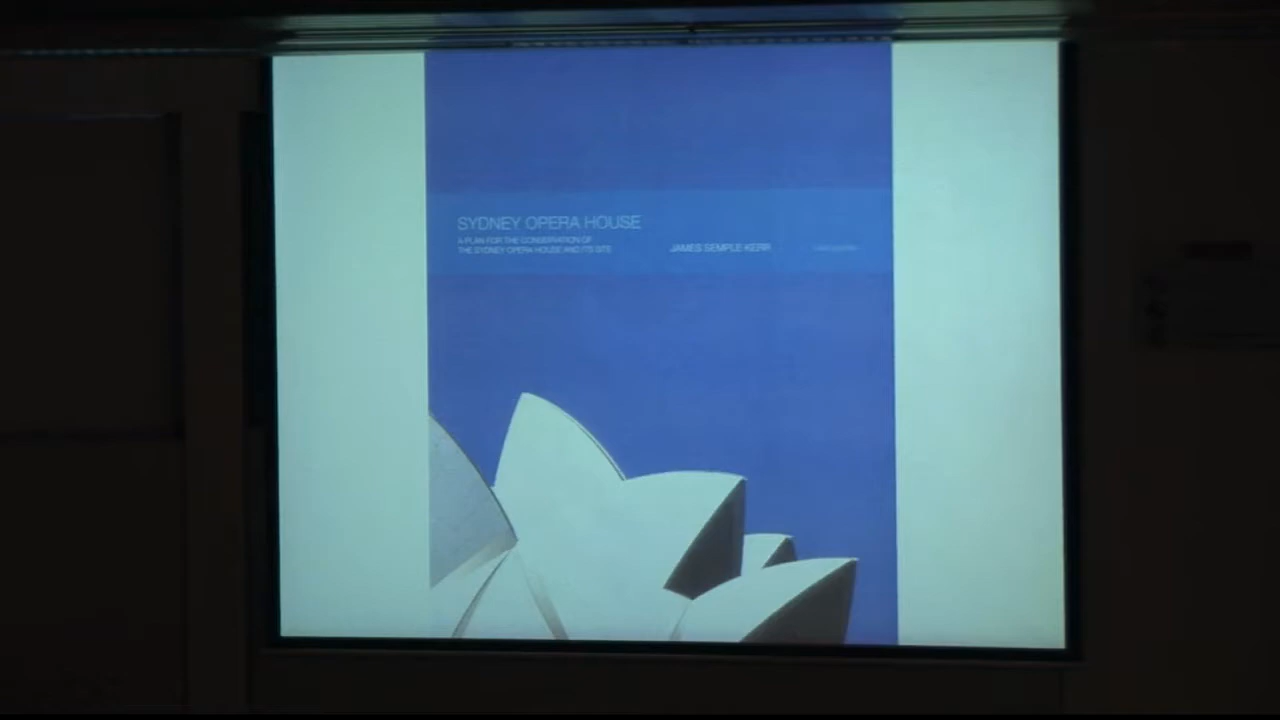 SYDNEY OPERA HOUSE
A PLAN FOR THE CONSERVATION OF
THE SYDNEY OPERA HOUSE AND ITS SITE
JAMES SEMPLE KERR